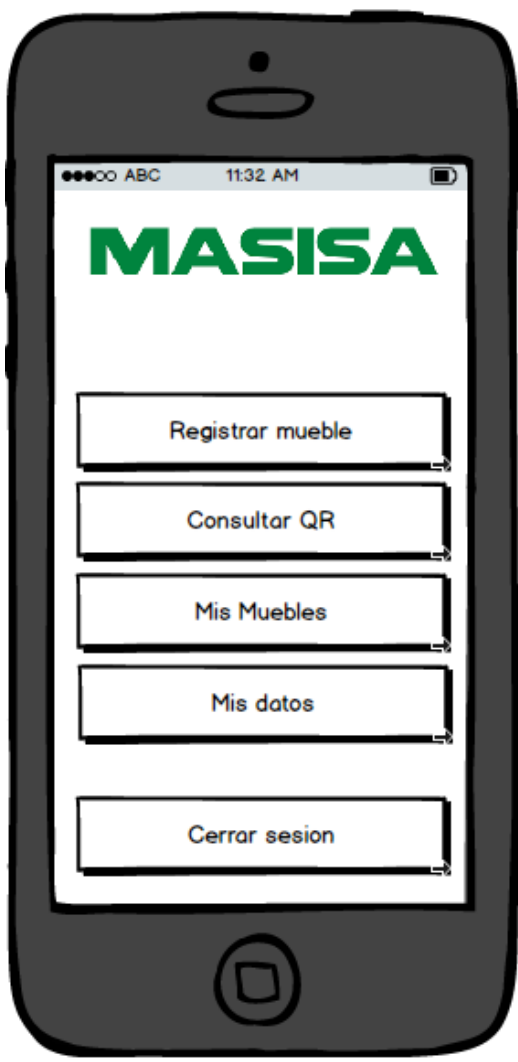 ABC 11:32 AM
MASISA
Registrar mueble
Consultar QR
Mis Muebles
Mis datos
Cerrar sesion